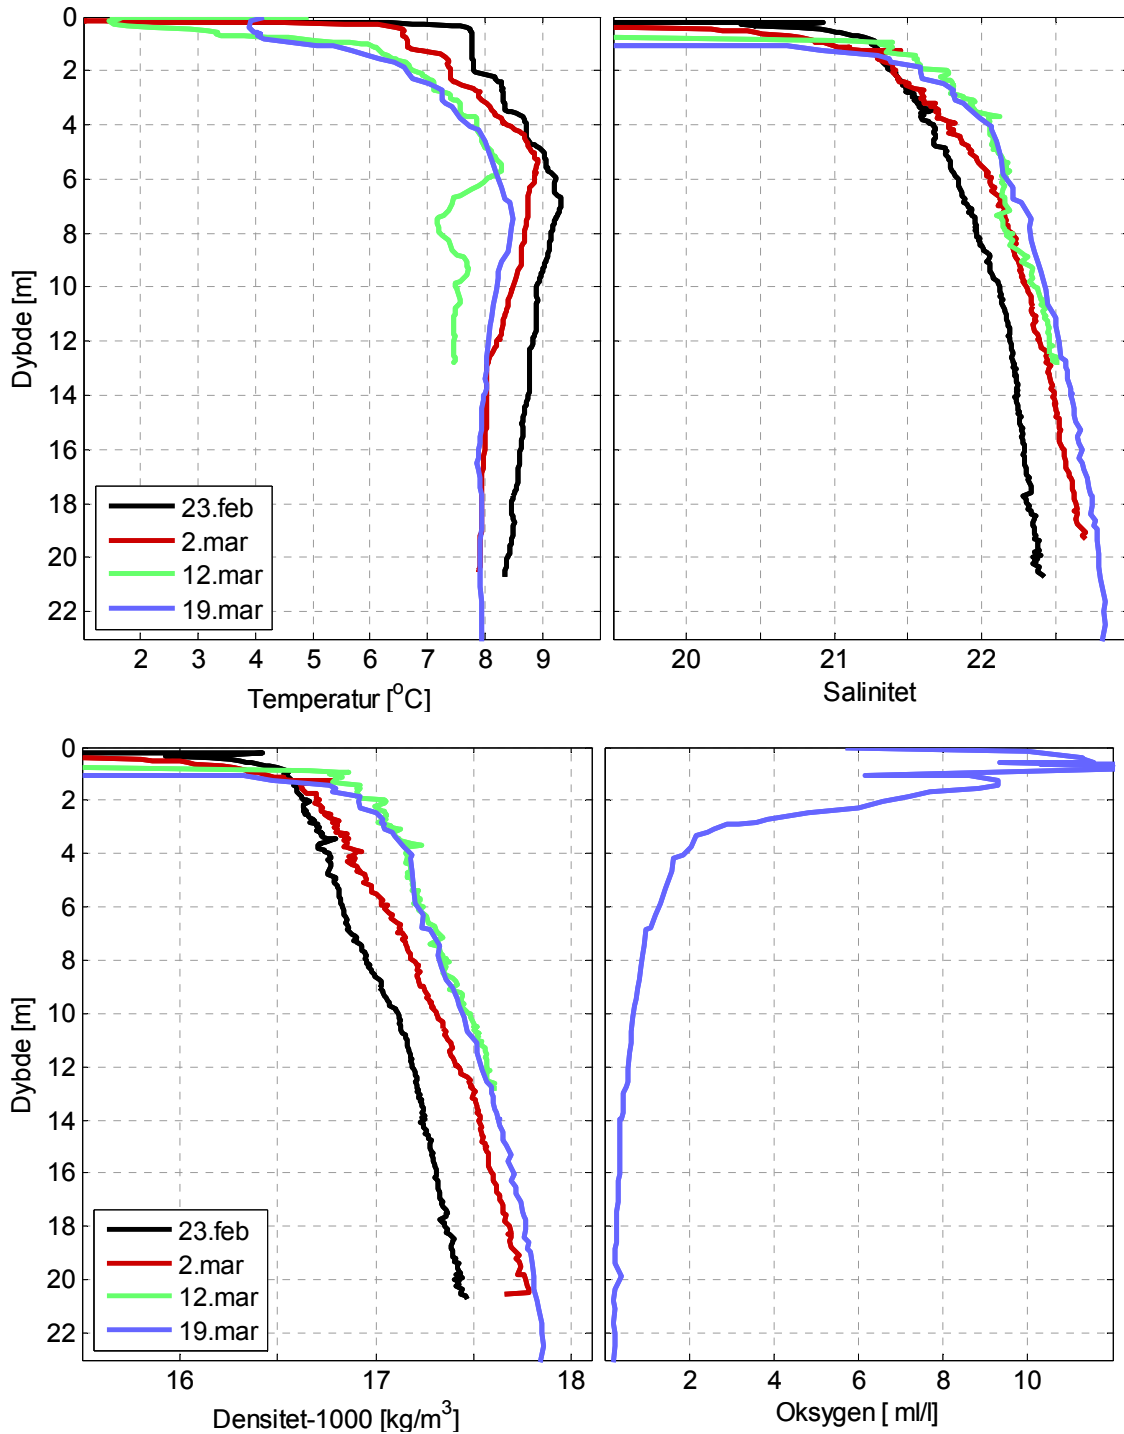 0
2
4
6
8
10
12
14
16
18
20
22
Dybde [m]
23.feb
2.mar
12.mar
19.mar
2 3 4 5 6 7 8 9
Temperatur [°C]
20 21 22
Salinitet
0
2
4
6
8
10
12
14
16
18
20
22
Dybde [m]
23.feb
2.mar
12.mar
19.mar
16 17 18
Densitet-1000 [kg/m³]
2 4 6 8 10
Oksygen [ ml/l]